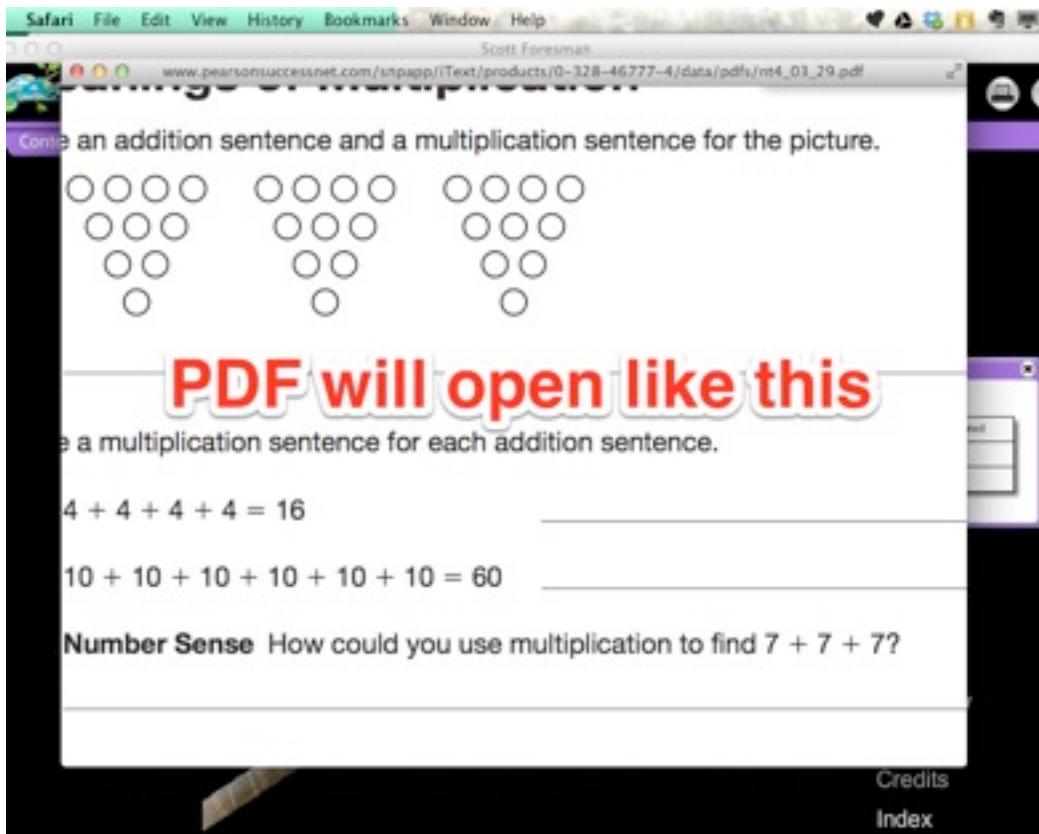 Safari File Edit View History Bookmarks Window Help
Scott Foresman
www.pearsonsuccessnet.com/snpapp/iText/products/0-328-46777-4/data/pdfs/nt4_03_29.pdf
Conte
e an addition sentence and a multiplication sentence for the picture.
PDF will open like this
e a multiplication sentence for each addition sentence.
4 + 4 + 4 + 4 = 16
10 + 10 + 10 + 10 + 10 + 10 = 60
Number Sense How could you use multiplication to find 7 + 7 + 7?
Credits
Index